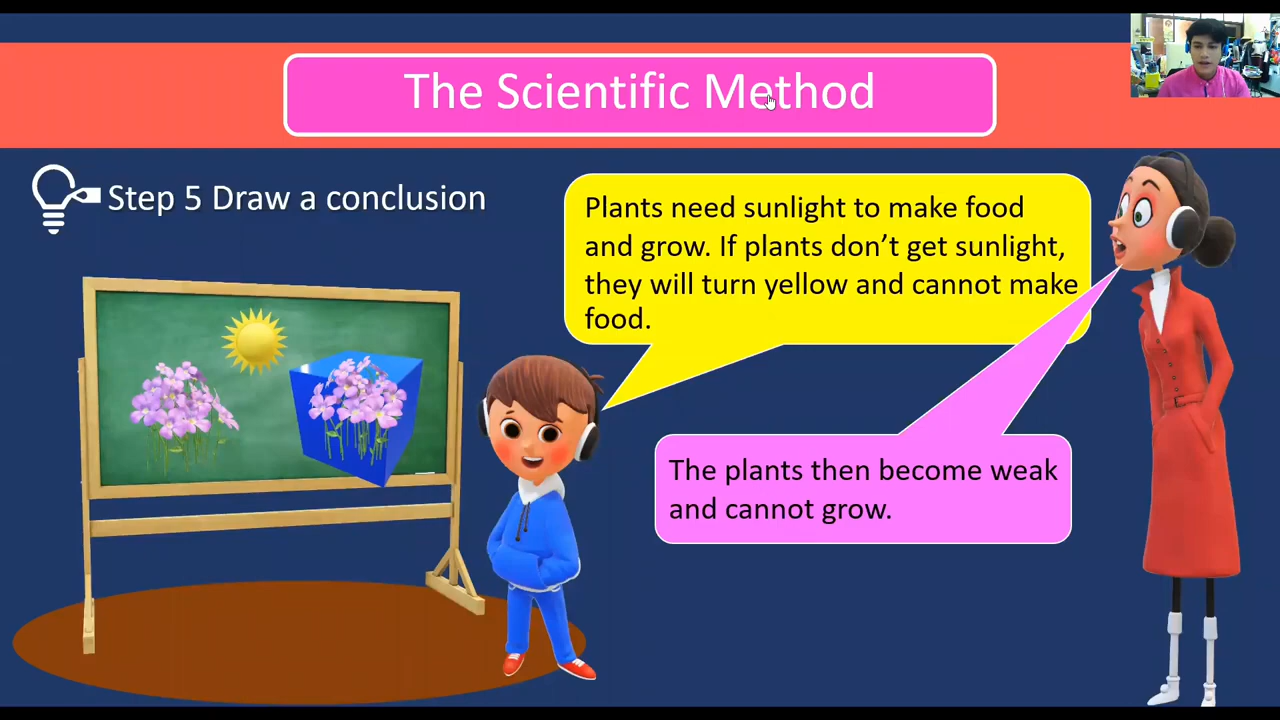 The Scientific Method
Step 5 Draw a conclusion
Plants need sunlight to make food
and grow. If plants don’t get sunlight,
they will turn yellow and cannot make
food.
The plants then become weak
and cannot grow.